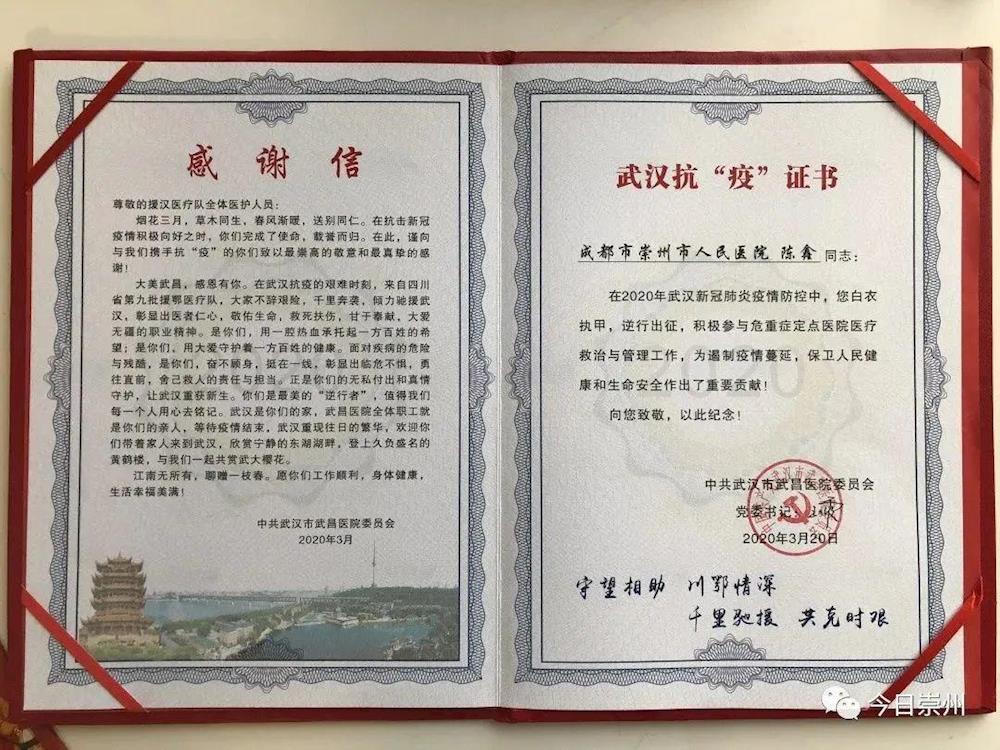 感谢信
尊敬的援汉医疗队全体医护人员：
烟花三月，草木同生，春风渐暖，送别同仁。在抗击新冠
疫情积极向好之时，你们完成了使命，载誉而归。在此，谨向
与我们携手抗“疫”的你们致以最崇高的敬意和最真挚的感
谢！
大美武昌，感恩有你。在武汉抗疫的艰难时刻，来自四川
省第九批援鄂医疗队，大家不辞艰险，千里奔袭，倾力驰援武
汉，彰显出医者仁心，敬佑生命，救死扶伤，甘于奉献，大爱
无疆的职业精神。是你们，用一腔热血承托起一方百姓的希
望；是你们，用大爱守护着一方百姓的健康。面对疾病的危险
与残酷，是你们，奋不顾身，挺在一线，彰显出临危不惧，勇
往直前，舍己救人的责任与担当。正是你们的无私付出和真情
守护，让武汉重获新生。你们是最美的“逆行者”，值得我们
每一个人用心去铭记。武汉是你们的家，武昌医院全体职工就
是你们的亲人，等待疫情结束，武汉重现往日的繁华，欢迎你
们带着家人来到武汉，欣赏宁静的东湖湖畔，登上久负盛名的
黄鹤楼，与我们一起共赏武大樱花。
江南无所有，聊赠一枝春。愿你们工作顺利，身体健康，
生活幸福美满！
中共武汉市武昌医院委员会
2020年3月
武汉抗“疫”证书
成都市崇州市人民医院 陈鑫 同志：
在2020年武汉新冠肺炎疫情防控中，您白衣
执甲，逆行出征，积极参与危重症定点医院医疗
救治与管理工作，为遏制疫情蔓延，保卫人民健
康和生命安全作出了重要贡献！
向您致敬，以此纪念！
中共武汉市武昌医院委员会
党委书记：
2020年3月20日
守望相助 川鄂情深
千里驰援 共克时艰
今日崇州